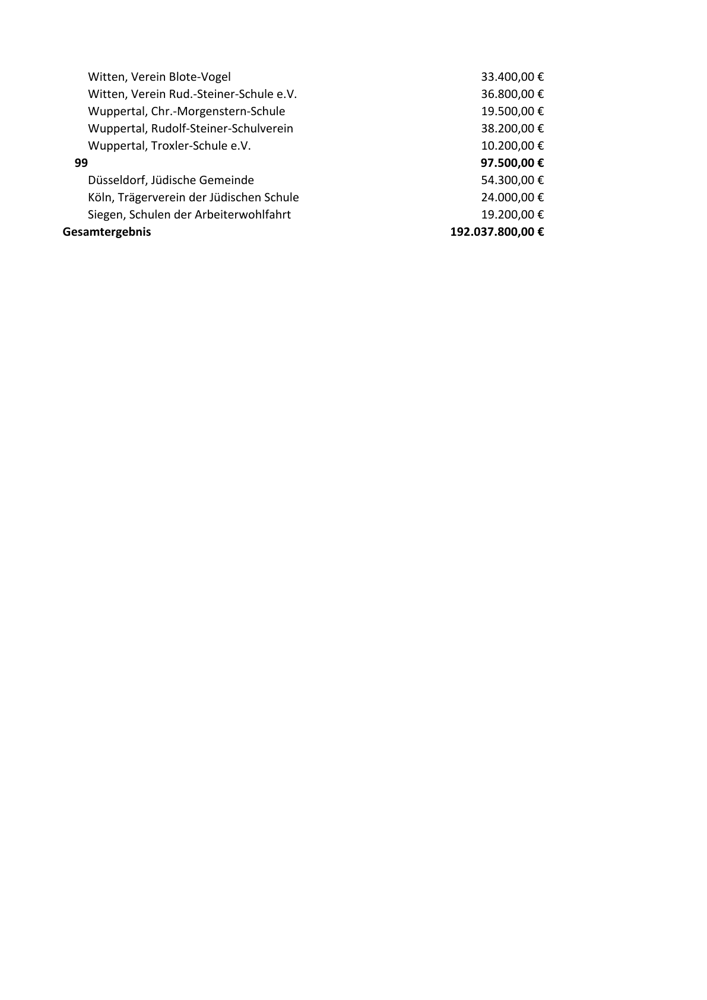 Witten, Verein Blote-Vogel 33.400,00 €
Witten, Verein Rud.-Steiner-Schule e.V. 36.800,00 €
Wuppertal, Chr.-Morgenstern-Schule 19.500,00 €
Wuppertal, Rudolf-Steiner-Schulverein 38.200,00 €
Wuppertal, Troxler-Schule e.V. 10.200,00 €
99 97.500,00 €
Düsseldorf, Jüdische Gemeinde 54.300,00 €
Köln, Trägerverein der Jüdischen Schule 24.000,00 €
Siegen, Schulen der Arbeiterwohlfahrt 19.200,00 €
Gesamtergebnis 192.037.800,00 €